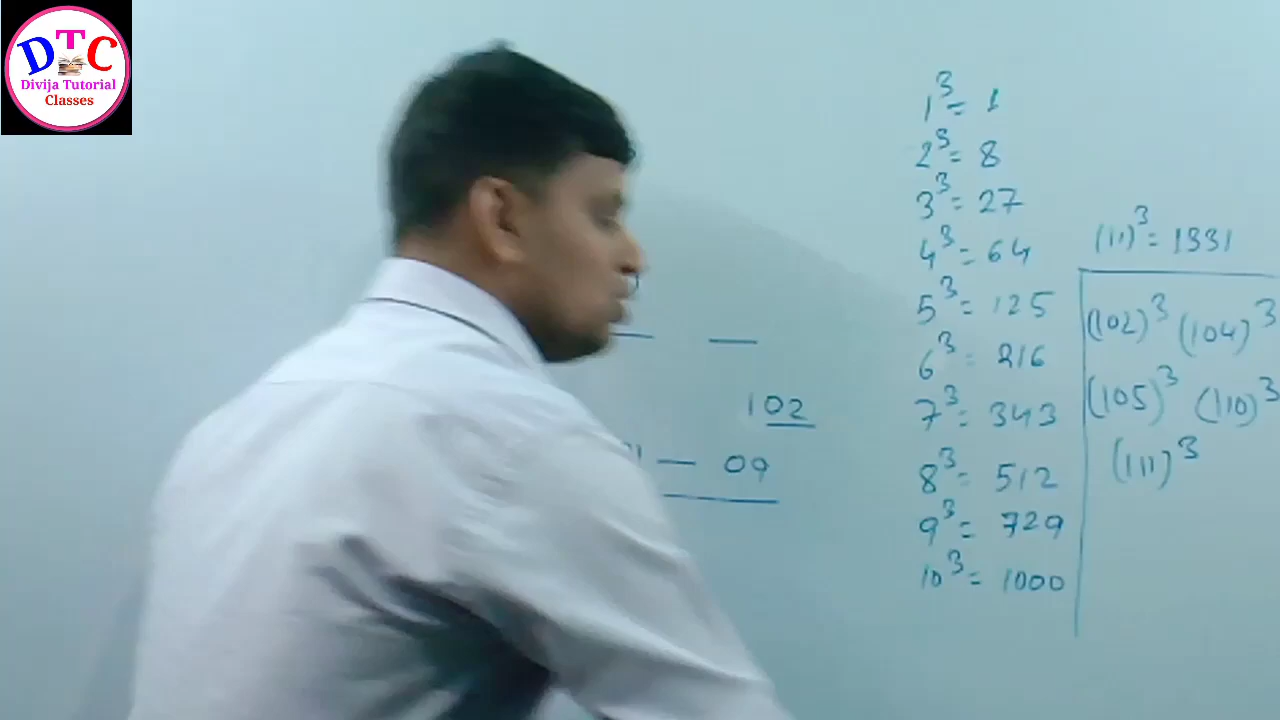 DTC
Divija Tutorial
Classes
1³ = 1
2³ = 8
3³ = 27
4³ = 64
5³ = 125
6³ = 216
7³ = 343
8³ = 512
9³ = 729
10³ = 1000
(11)³ = 1331
(102)³ (104)³
(105)³ (110)³
(111)³
102
— 09